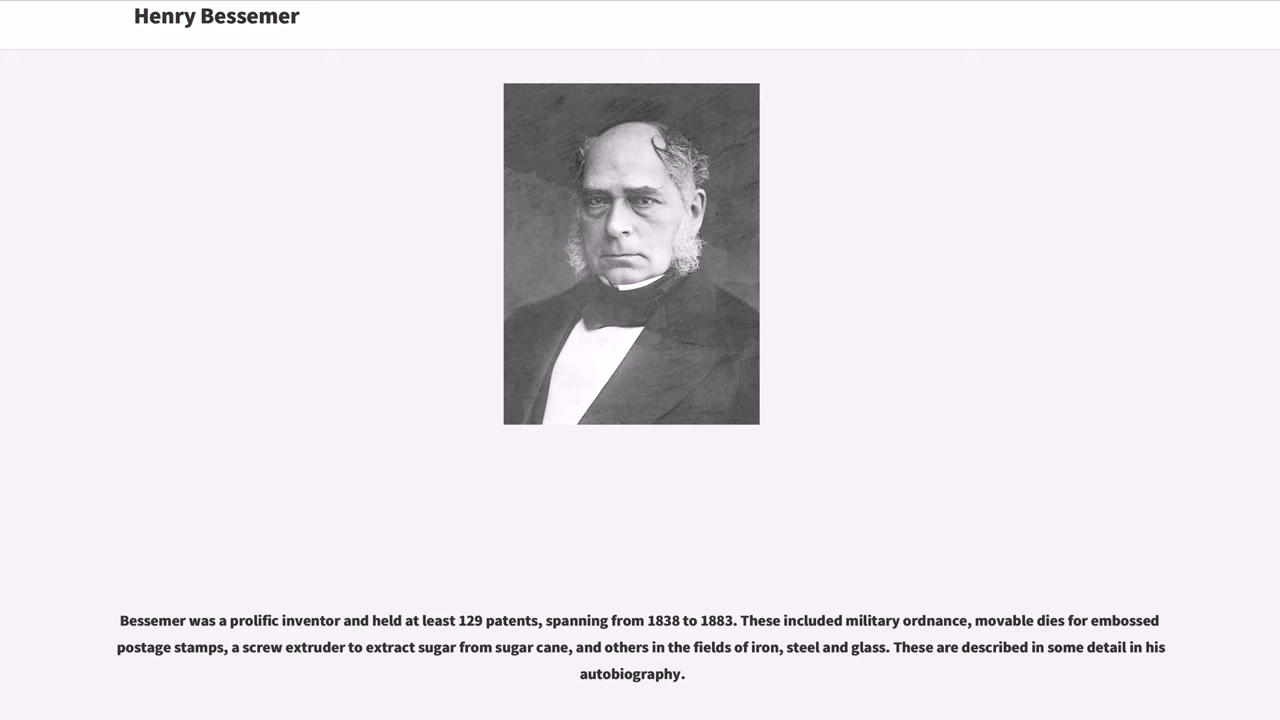 Henry Bessemer
Bessemer was a prolific inventor and held at least 129 patents, spanning from 1838 to 1883. These included military ordnance, movable dies for embossed
postage stamps, a screw extruder to extract sugar from sugar cane, and others in the fields of iron, steel and glass. These are described in some detail in his
autobiography.